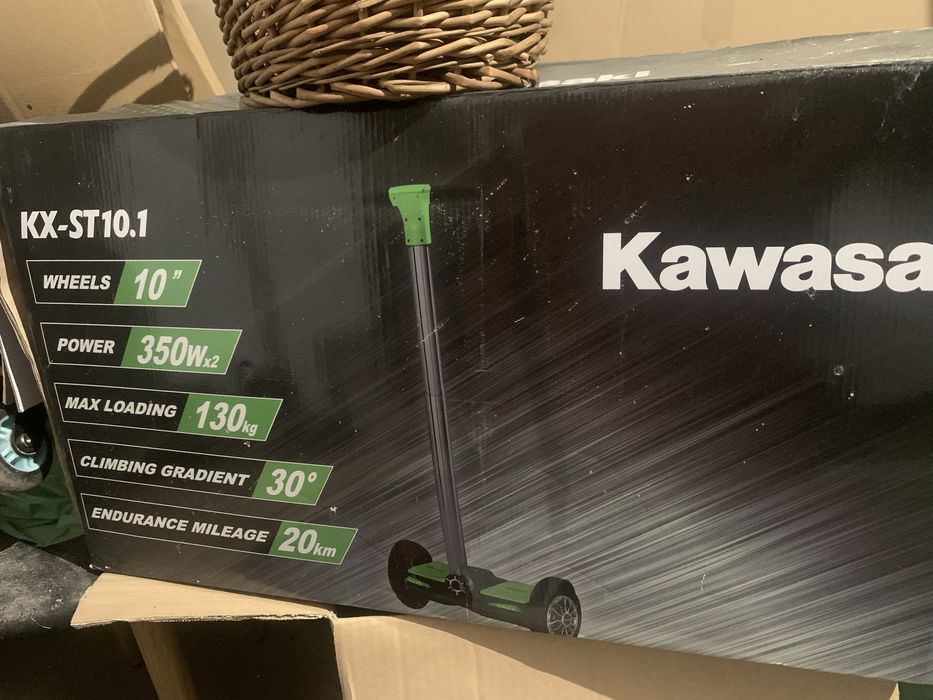 KX-ST10.1
WHEELS 10”
POWER 350Wx2
MAX LOADING 130kg
CLIMBING GRADIENT 30°
ENDURANCE MILEAGE 20km
Kawasa